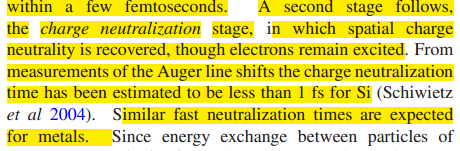 within a few femtoseconds. A second stage follows,
the charge neutralization stage, in which spatial charge
neutrality is recovered, though electrons remain excited. From
measurements of the Auger line shifts the charge neutralization
time has been estimated to be less than 1 fs for Si (Schiwietz
et al 2004). Similar fast neutralization times are expected
for metals. Since energy exchange between particles of